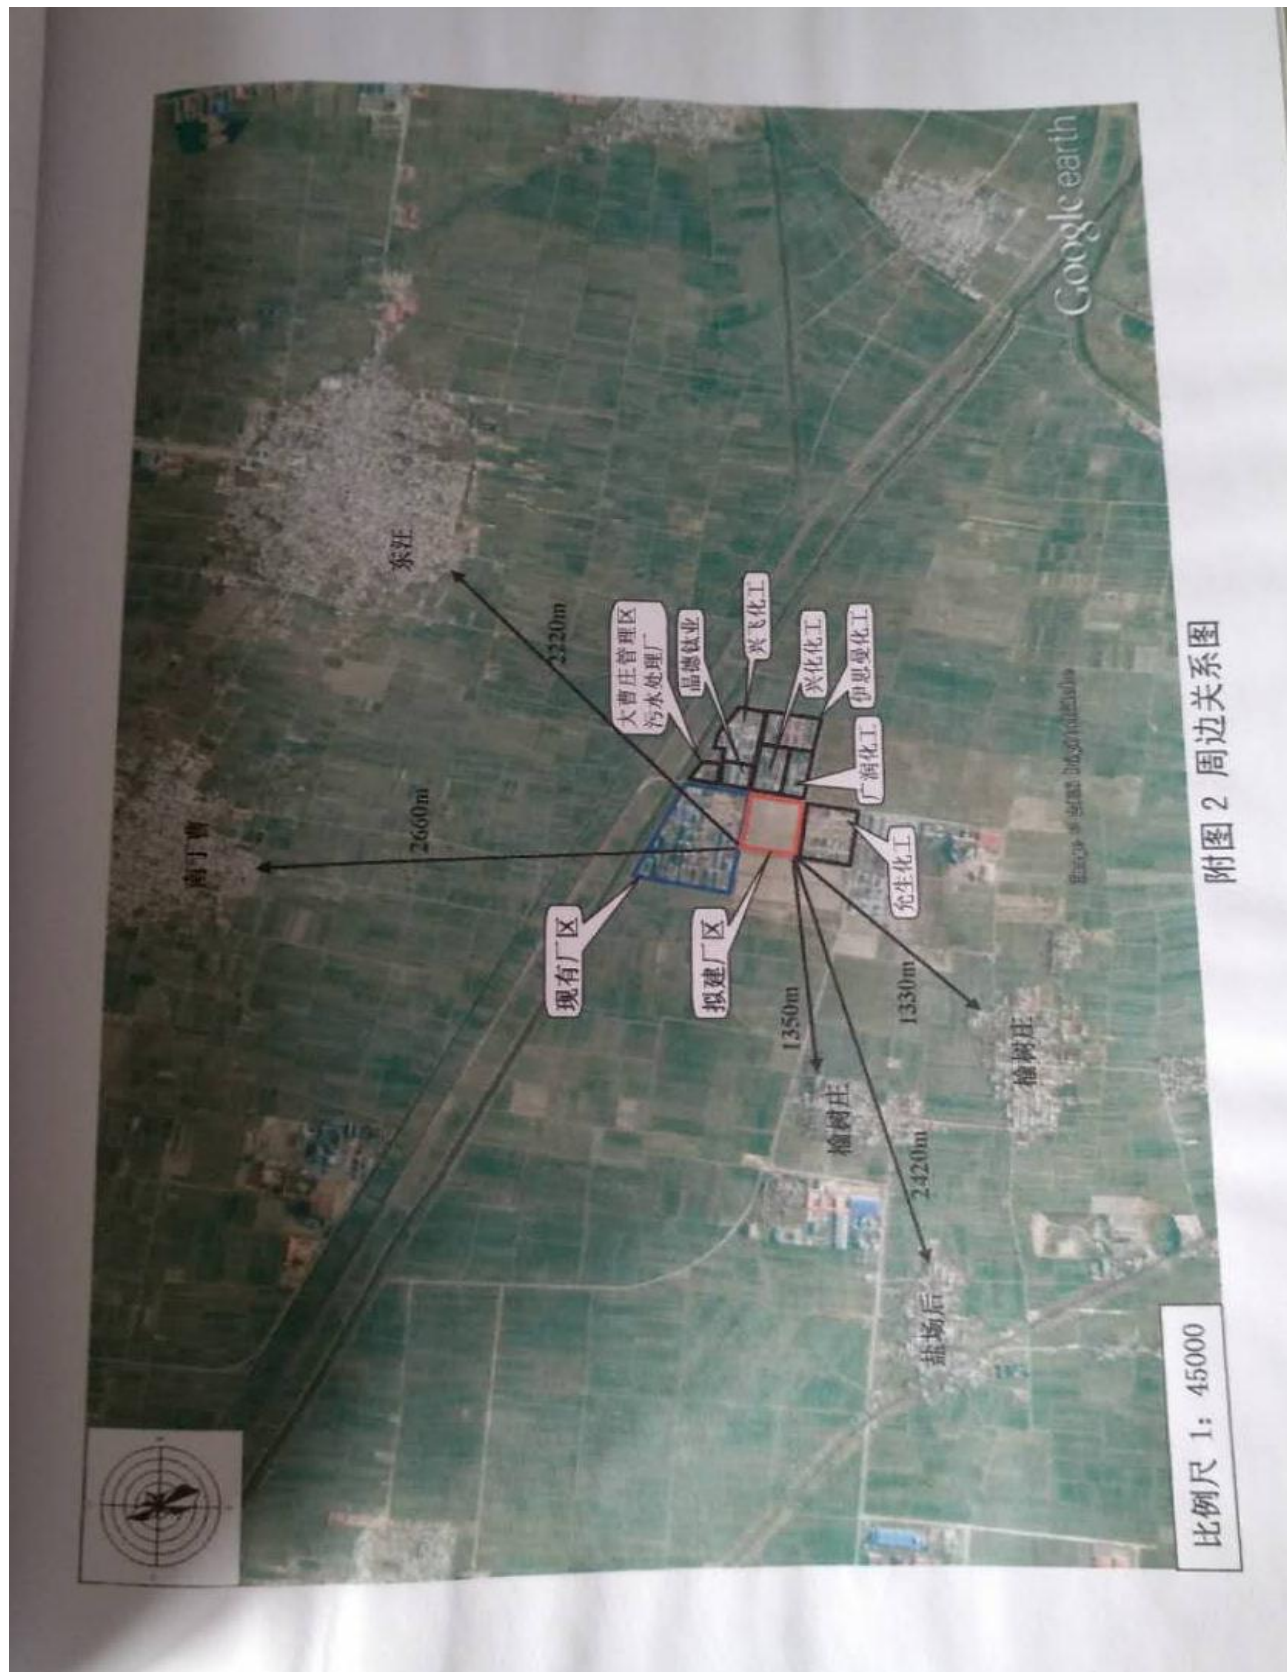 南丁曹
东汪
2660m
2220m
现有厂区
大曹庄管理区
污水处理厂
晶德钛业
拟建厂区
兴飞化工
1350m
兴化化工
榆树庄
伊思曼化工
广润化工
允生化工
1330m
2420m
盐场后
榆树庄
Google earth
比例尺 1: 45000
附图 2 周边关系图